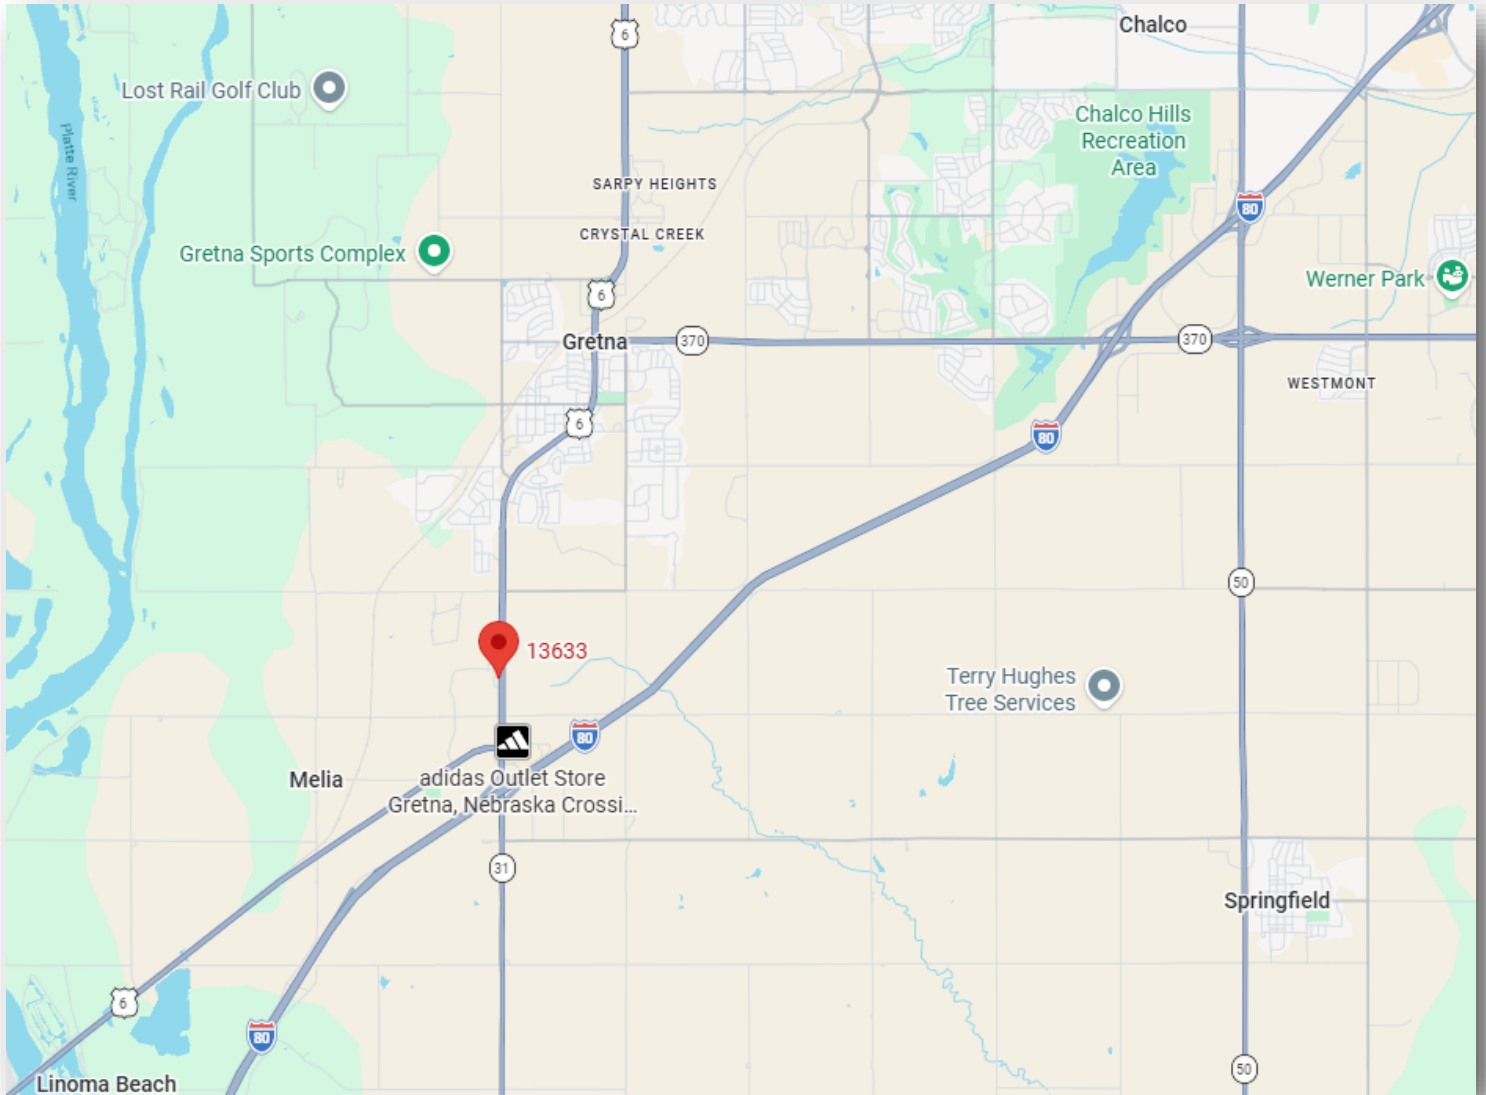 6
Chalco
Lost Rail Golf Club
Chalco Hills
Recreation
Area
Platte River
SARPY HEIGHTS
80
CRYSTAL CREEK
Gretna Sports Complex
Werner Park
6
Gretna
370
370
WESTMONT
6
80
50
13633
Terry Hughes
Tree Services
80
Melia
adidas Outlet Store
Gretna, Nebraska Crossi...
31
Springfield
6
80
50
Linoma Beach